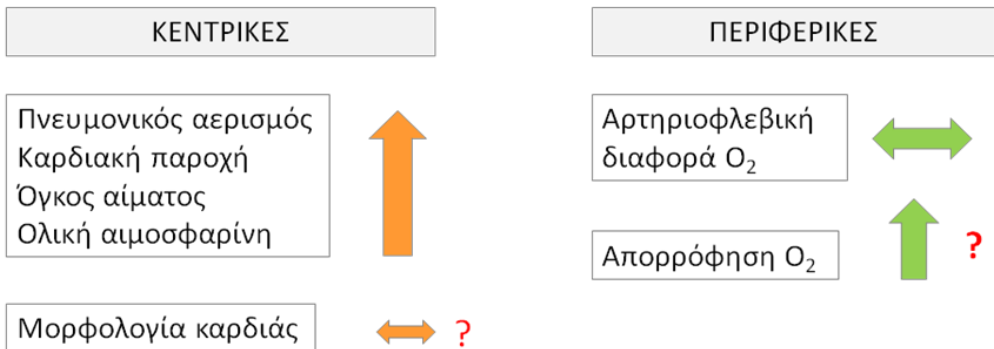 ΚΕΝΤΡΙΚΕΣ
Πνευμονικός αερισμός
Καρδιακή παροχή
Όγκος αίματος
Ολική αιμοσφαρίνη
Μορφολογία καρδιάς
?
ΠΕΡΙΦΕΡΙΚΕΣ
Αρτηριοφλεβική
διαφορά O₂
Απορρόφηση O₂
?